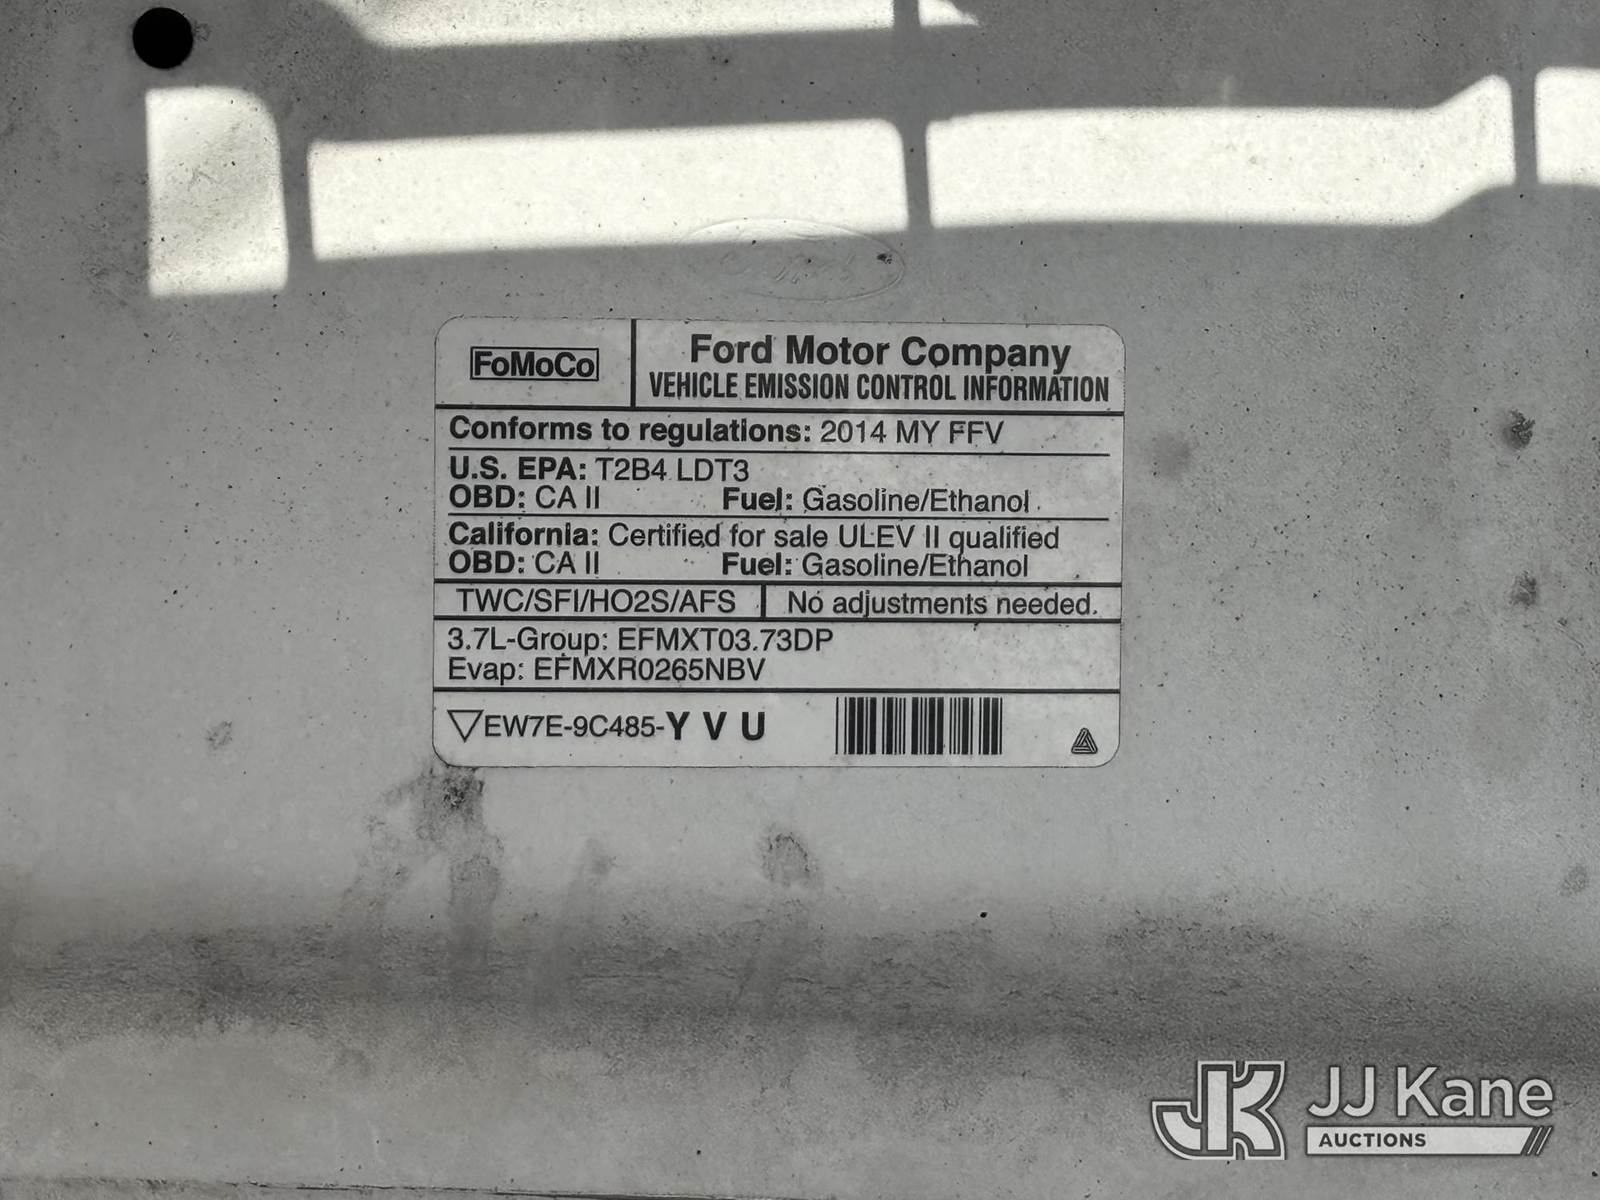 FoMoCo
Ford Motor Company
VEHICLE EMISSION CONTROL INFORMATION
Conforms to regulations: 2014 MY FFV
U.S. EPA: T2B4 LDT3
OBD: CA II Fuel: Gasoline/Ethanol
California: Certified for sale ULEV II qualified
OBD: CA II Fuel: Gasoline/Ethanol
TWC/SFI/HO2S/AFS No adjustments needed.
3.7L-Group: EFMXT03.73DP
Evap: EFMXR0265NBV
EW7E-9C485-Y V U
JK JJ Kane
AUCTIONS